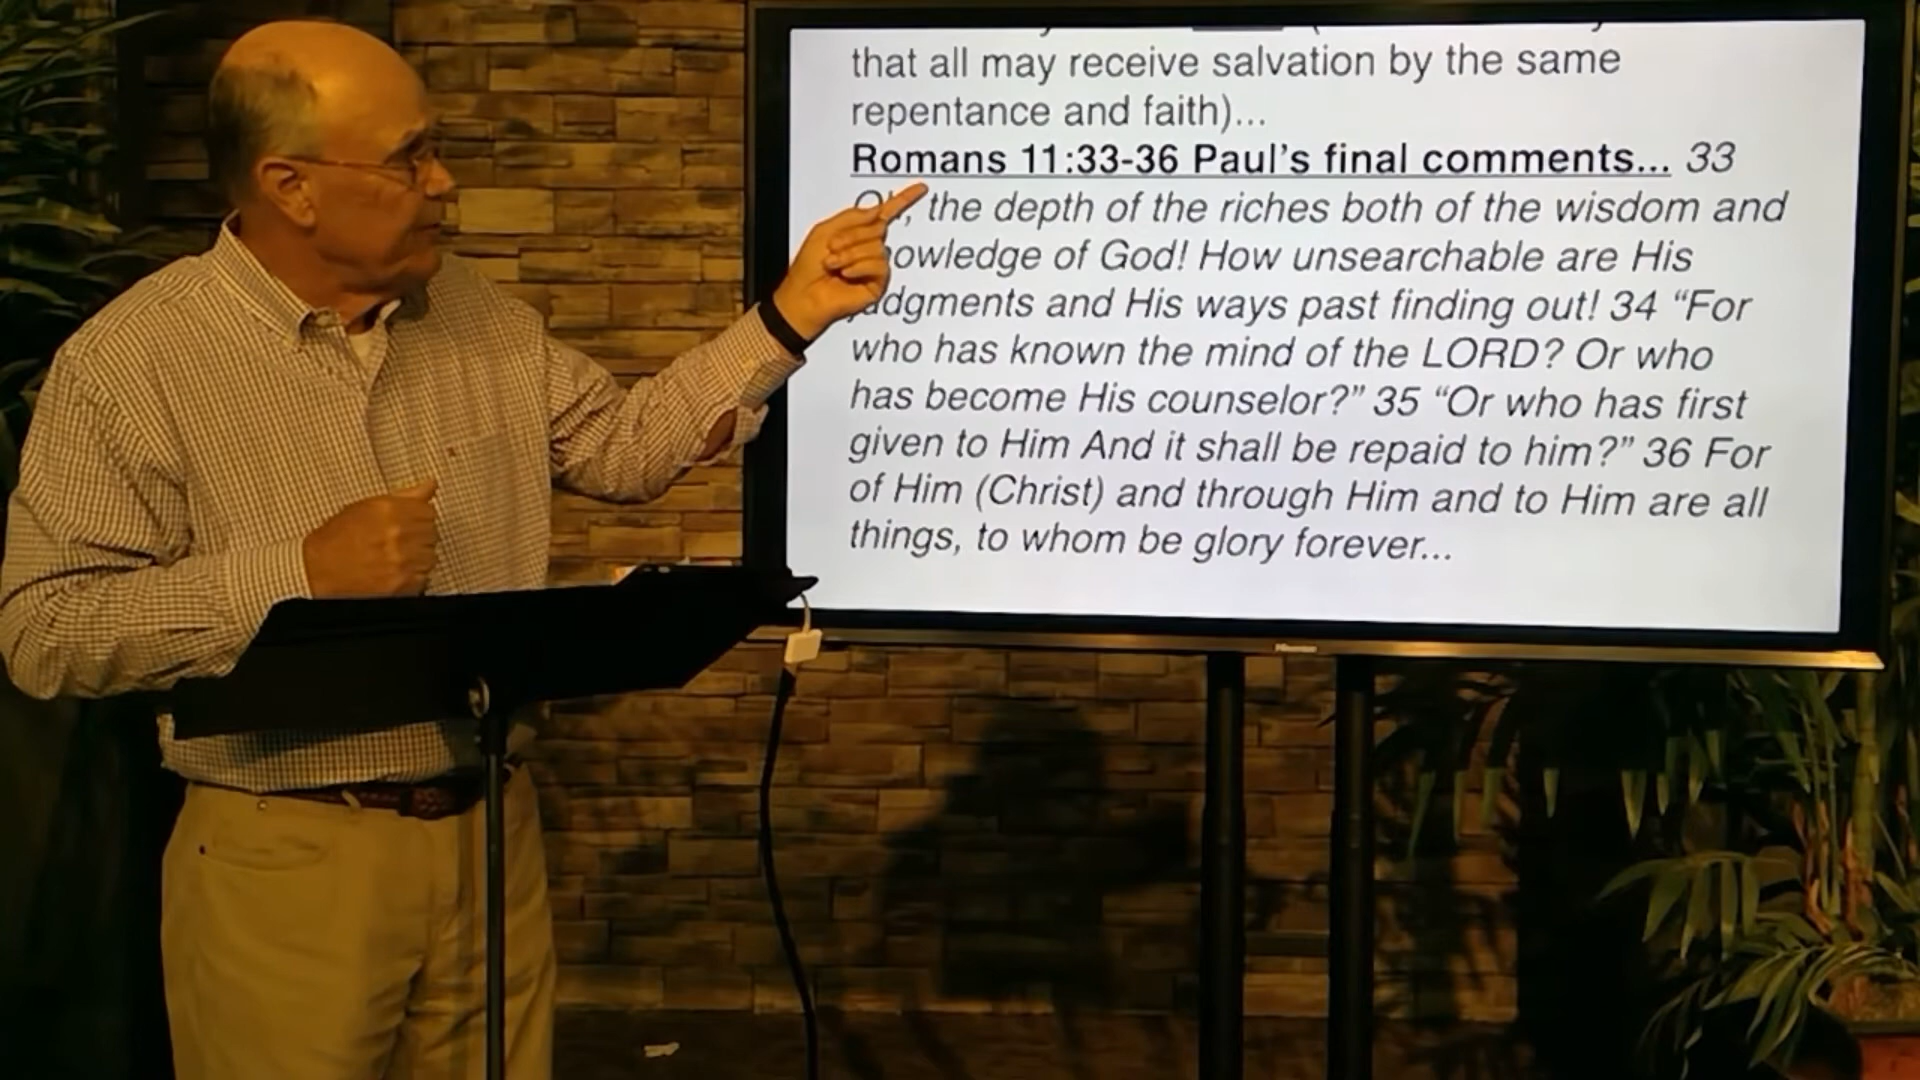 that all may receive salvation by the same
repentance and faith)...
Romans 11:33-36 Paul's final comments... 33
the depth of the riches both of the wisdom and
of God! How unsearchable are His
and His ways past finding out! 34 “For
who has known the mind of the LORD? Or who
has become His counselor?” 35 “Or who has first
given to Him And it shall be repaid to him?” 36 For
of Him (Christ) and through Him and to Him are all
things, to whom be glory forever...